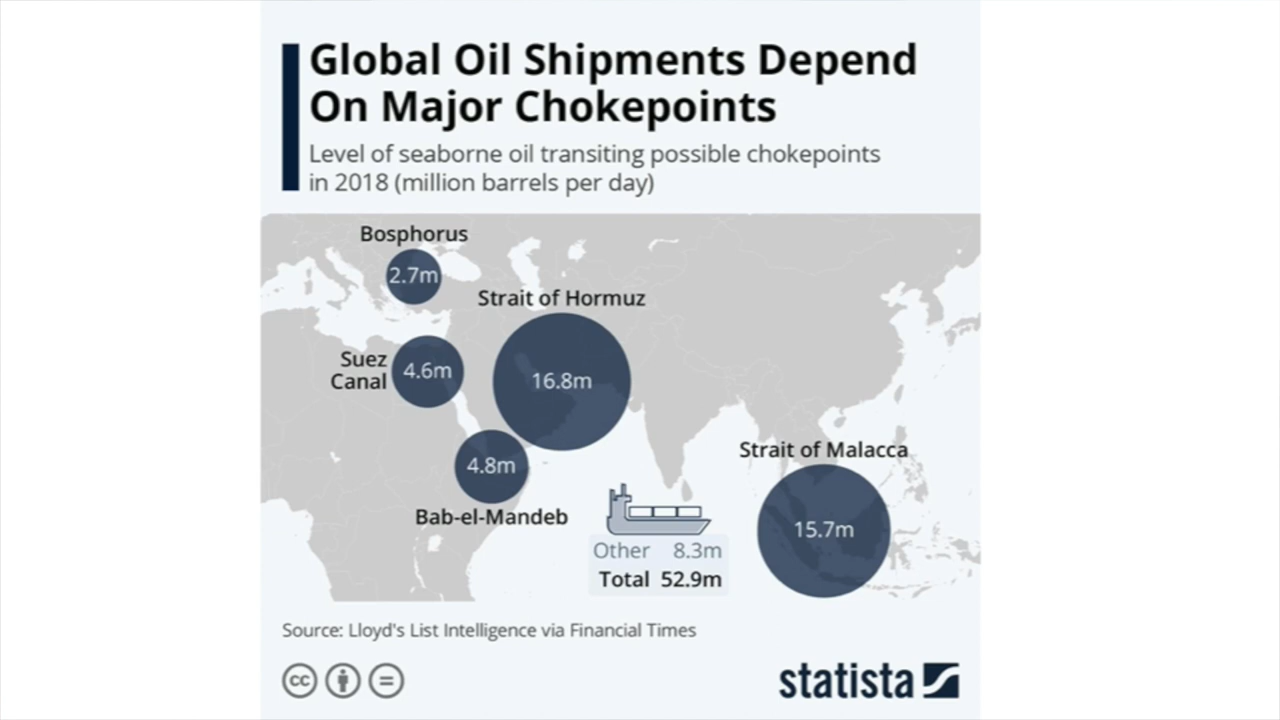 Global Oil Shipments Depend
On Major Chokepoints
Level of seaborne oil transiting possible chokepoints
in 2018 (million barrels per day)
Bosphorus
2.7m
Strait of Hormuz
16.8m
Suez
Canal
4.6m
4.8m
Bab-el-Mandeb
Strait of Malacca
15.7m
Other 8.3m
Total 52.9m
Source: Lloyd's List Intelligence via Financial Times
cc
statista